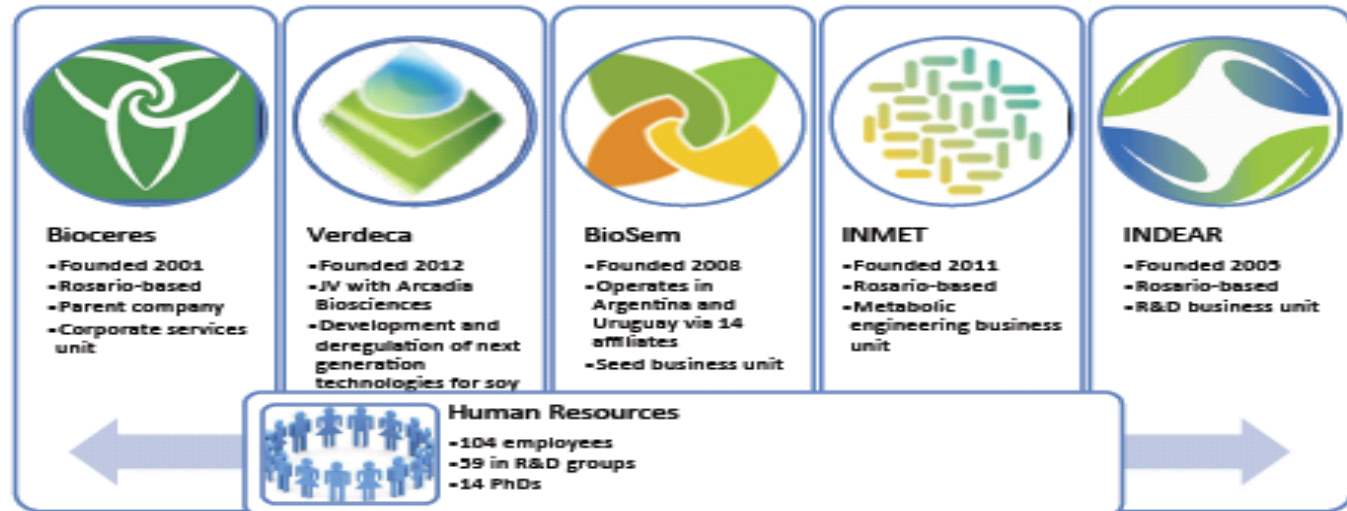 Bioceres
-Founded 2001
-Rosario-based
-Parent company
-Corporate services
unit
Verdeca
-Founded 2012
-JV with Arcadia
Biosciences
-Development and
deregulation of next
generation
technologies for soy
BioSem
-Founded 2008
-Operates in
Argentina and
Uruguay via 14
affiliates
-Seed business unit
INMET
-Founded 2011
-Rosario-based
-Metabolic
engineering business
unit
INDEAR
-Founded 2005
-Rosario-based
-R&D business unit
Human Resources
-104 employees
-59 in R&D groups
-14 PhDs